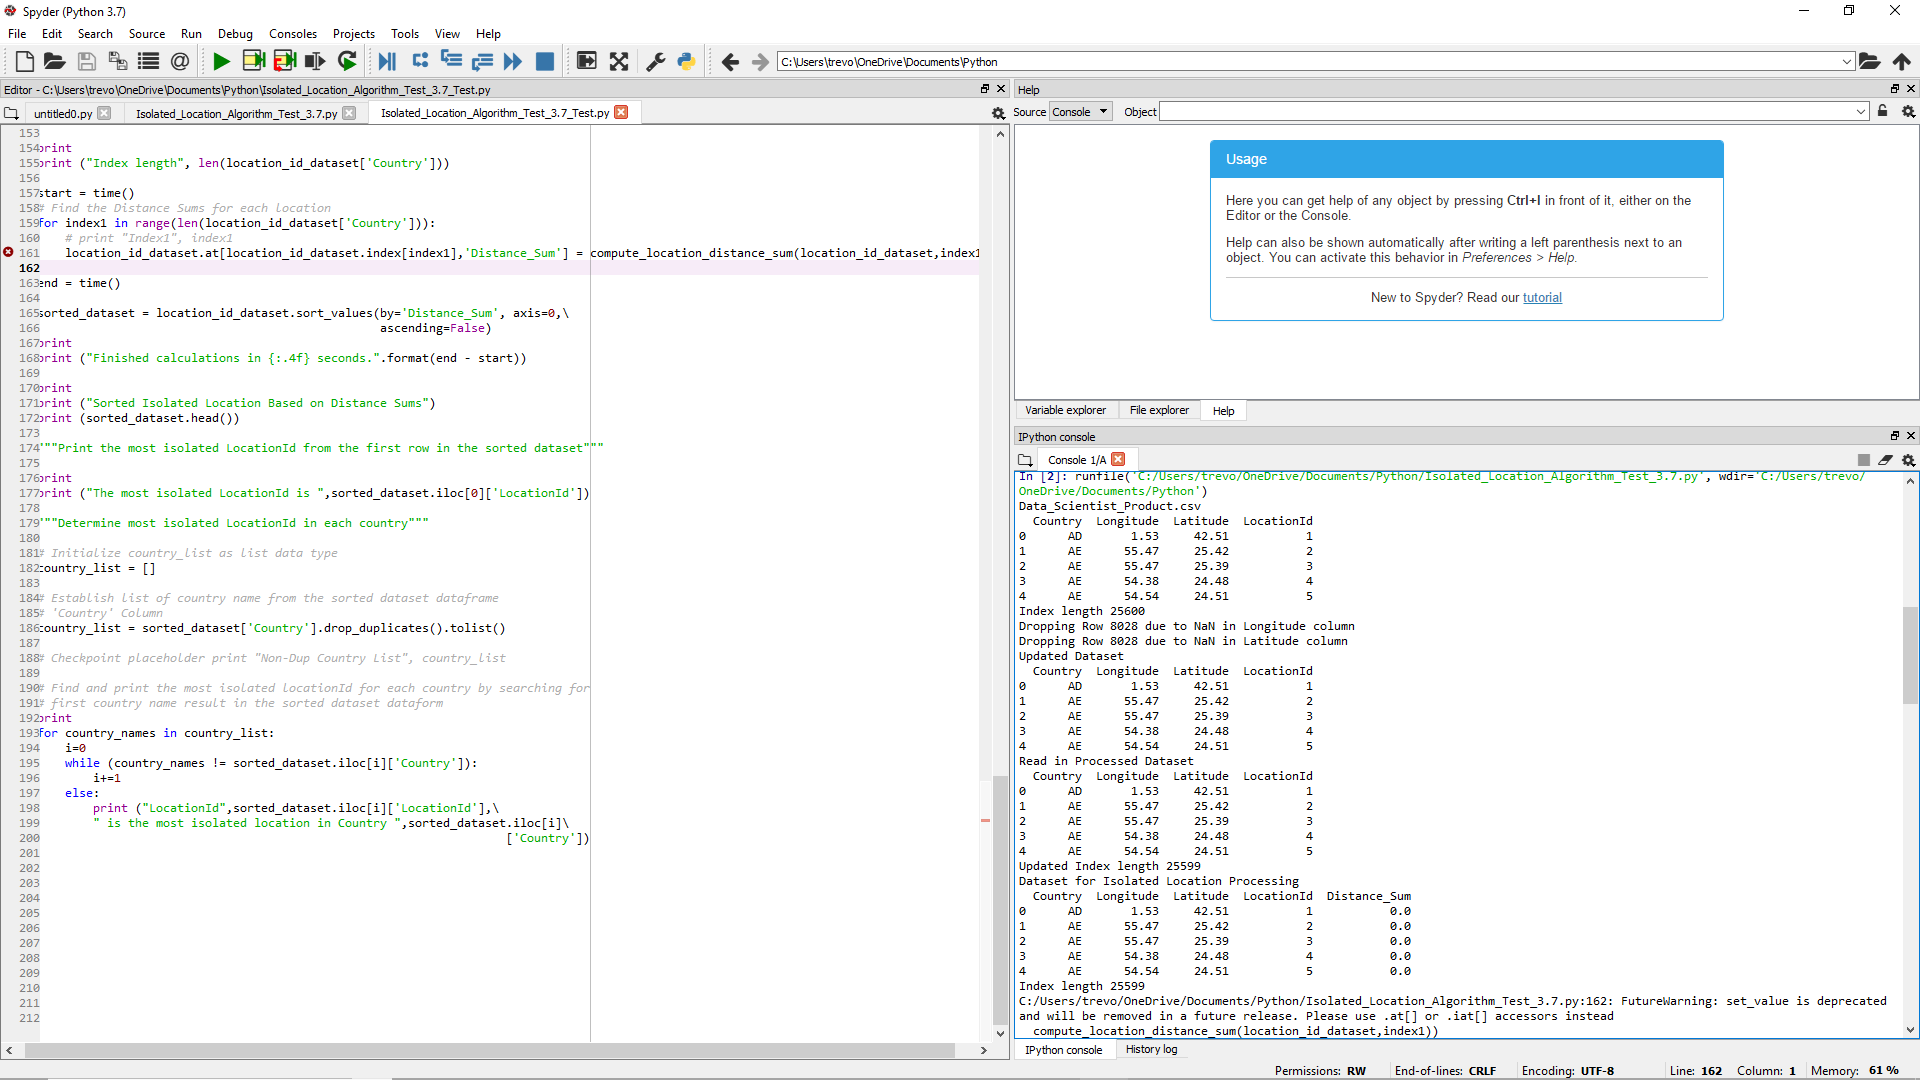 Spyder (Python 3.7)
File Edit Search Source Run Debug Consoles Projects Tools View Help
C:\Users\trevo\OneDrive\Documents\Python
Editor - C:\Users\trevo\OneDrive\Documents\Python\Isolated_Location_Algorithm_Test_3.7_Test.py
untitled0.py Isolated_Location_Algorithm_Test_3.7.py Isolated_Location_Algorithm_Test_3.7_Test.py
153
154 print
155 print ("Index length", len(location_id_dataset['Country']))
156
157 start = time()
158 # Find the Distance Sums for each location
159 for index1 in range(len(location_id_dataset['Country'])):
160 # print "Index1", index1
161 location_id_dataset.at[location_id_dataset.index[index1],'Distance_Sum'] = compute_location_distance_sum(location_id_dataset,index1
162
163 end = time()
164
165 sorted_dataset = location_id_dataset.sort_values(by='Distance_Sum', axis=0,\
166 ascending=False)
167 print
168 print ("Finished calculations in {:.4f} seconds.".format(end - start))
169
170 print
171 print ("Sorted Isolated Location Based on Distance Sums")
172 print (sorted_dataset.head())
173
174 """Print the most isolated LocationId from the first row in the sorted dataset"""
175
176 print
177 print ("The most isolated LocationId is ",sorted_dataset.iloc[0]['LocationId'])
178
179 """Determine most isolated LocationId in each country"""
180
181 # Initialize country_list as list data type
182 country_list = []
183
184 # Establish list of country name from the sorted dataset dataframe
185 # 'Country' Column
186 country_list = sorted_dataset['Country'].drop_duplicates().tolist()
187
188 # Checkpoint placeholder print "Non-Dup Country List", country_list
189
190 # Find and print the most isolated locationId for each country by searching for
191 # first country name result in the sorted dataset dataform
192 print
193 for country_names in country_list:
194 i=0
195 while (country_names != sorted_dataset.iloc[i]['Country']):
196 i+=1
197 else:
198 print ("LocationId",sorted_dataset.iloc[i]['LocationId'],\
199 " is the most isolated location in Country ",sorted_dataset.iloc[i]\
200 ['Country'])
201
202
203
204
205
206
207
208
209
210
211
212
Help
Source Console Object
Usage
Here you can get help of any object by pressing Ctrl+I in front of it, either on the
Editor or the Console.
Help can also be shown automatically after writing a left parenthesis next to an
object. You can activate this behavior in Preferences > Help.
New to Spyder? Read our tutorial
Variable explorer File explorer Help
IPython console
Console 1/A
In [2]: runfile('C:/Users/trevo/OneDrive/Documents/Python/Isolated_Location_Algorithm_Test_3.7.py', wdir='C:/Users/trevo/
OneDrive/Documents/Python')
Data_Scientist_Product.csv
Country Longitude Latitude LocationId
0 AD 1.53 42.51 1
1 AE 55.47 25.42 2
2 AE 55.47 25.39 3
3 AE 54.38 24.48 4
4 AE 54.54 24.51 5
Index length 25600
Dropping Row 8028 due to NaN in Longitude column
Dropping Row 8028 due to NaN in Latitude column
Updated Dataset
Country Longitude Latitude LocationId
0 AD 1.53 42.51 1
1 AE 55.47 25.42 2
2 AE 55.47 25.39 3
3 AE 54.38 24.48 4
4 AE 54.54 24.51 5
Read in Processed Dataset
Country Longitude Latitude LocationId
0 AD 1.53 42.51 1
1 AE 55.47 25.42 2
2 AE 55.47 25.39 3
3 AE 54.38 24.48 4
4 AE 54.54 24.51 5
Updated Index length 25599
Dataset for Isolated Location Processing
Country Longitude Latitude LocationId Distance_Sum
0 AD 1.53 42.51 1 0.0
1 AE 55.47 25.42 2 0.0
2 AE 55.47 25.39 3 0.0
3 AE 54.38 24.48 4 0.0
4 AE 54.54 24.51 5 0.0
Index length 25599
C:/Users/trevo/OneDrive/Documents/Python/Isolated_Location_Algorithm_Test_3.7.py:162: FutureWarning: set_value is deprecated
and will be removed in a future release. Please use .at[] or .iat[] accessors instead
compute_location_distance_sum(location_id_dataset,index1))
IPython console History log
Permissions: RW End-of-lines: CRLF Encoding: UTF-8 Line: 162 Column: 1 Memory: 61 %